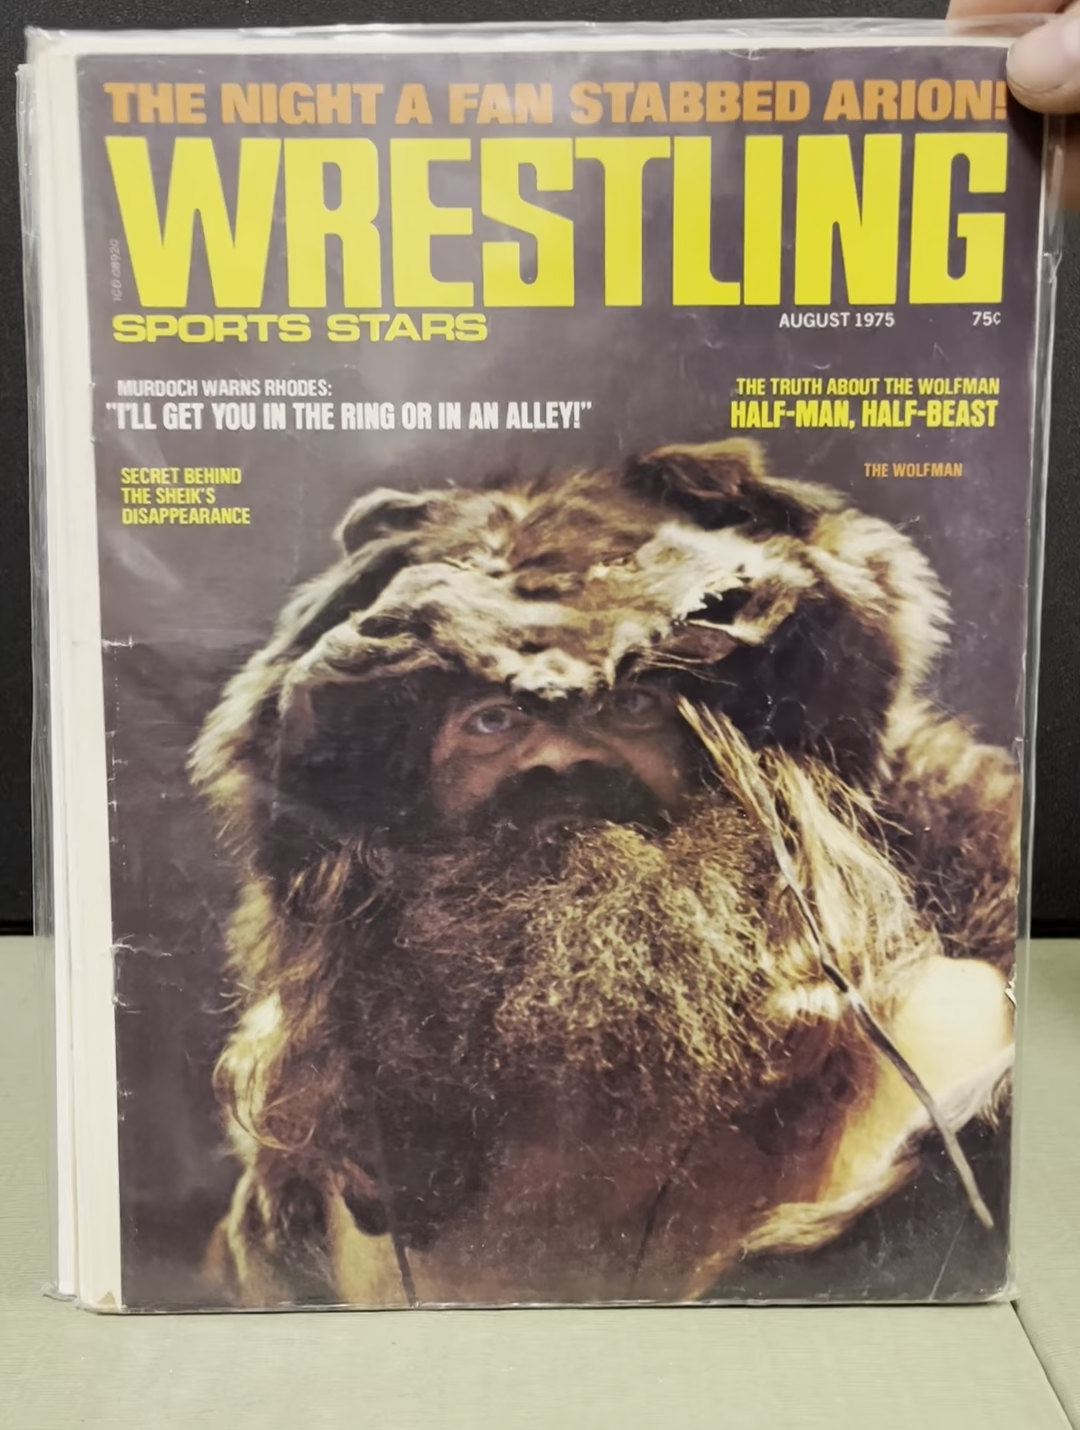 THE NIGHT A FAN STABBED ARION!
WRESTLING
SPORTS STARS
AUGUST 1975
75¢
MURDOCH WARNS RHODES:
"I'LL GET YOU IN THE RING OR IN AN ALLEY!"
THE TRUTH ABOUT THE WOLFMAN
HALF-MAN, HALF-BEAST
SECRET BEHIND
THE SHEIK'S
DISAPPEARANCE
THE WOLFMAN